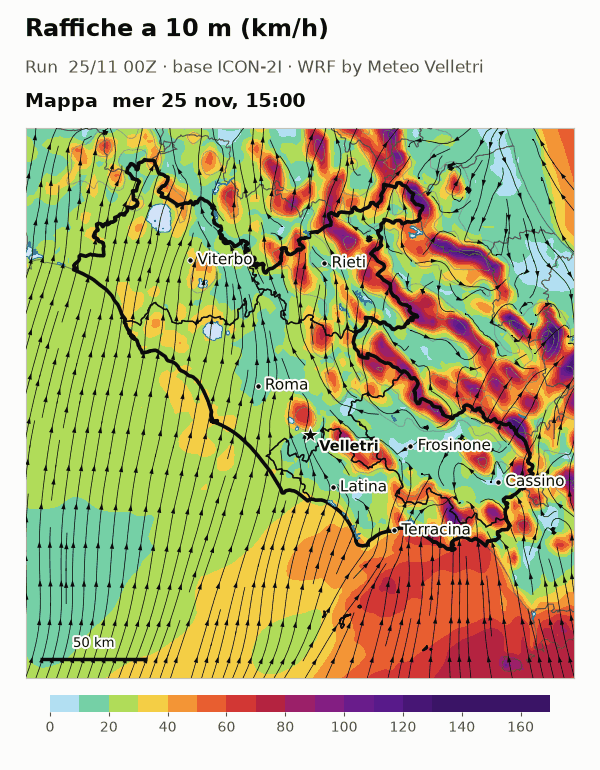 Raffiche a 10 m (km/h)
Run  25/11 00Z · base ICON-2I · WRF by Meteo Velletri
Mappa  mer 25 nov, 15:00
Viterbo
Rieti
Roma
Velletri
Frosinone
Latina
Cassino
Terracina
50 km
0 20 40 60 80 100 120 140 160